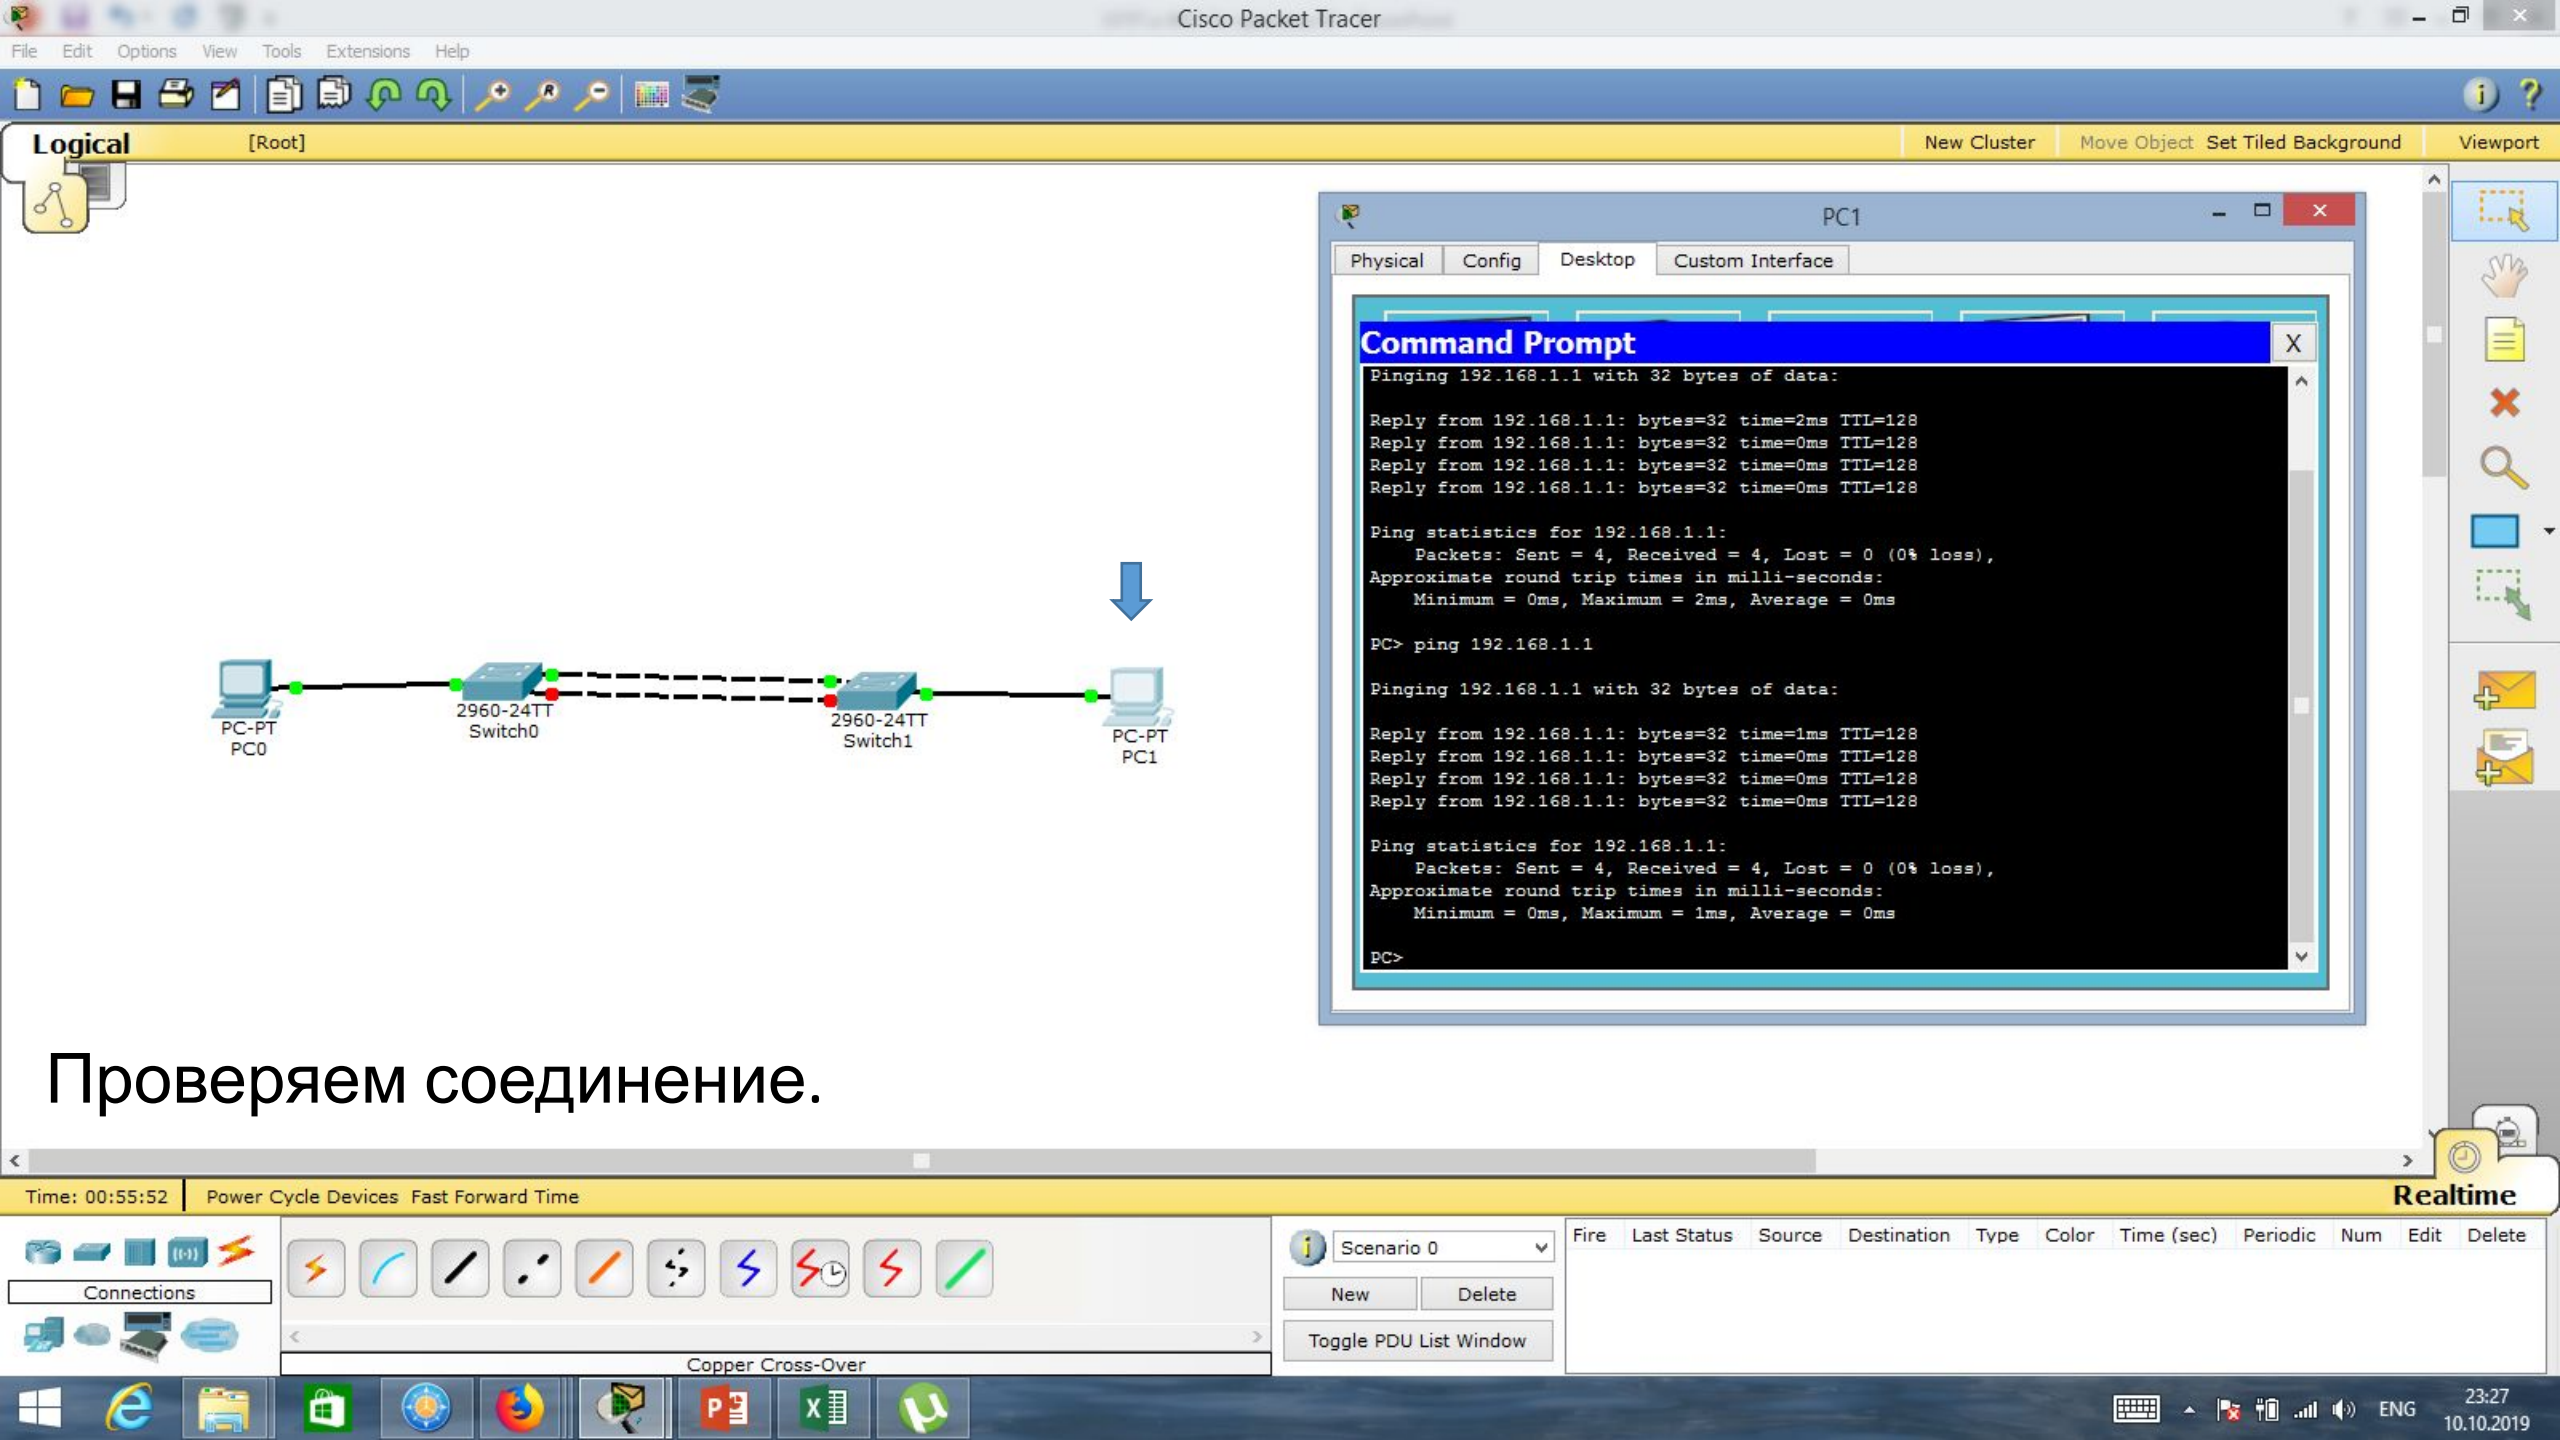 Cisco Packet Tracer
File Edit Options View Tools Extensions Help
Logical [Root] New Cluster Move Object Set Tiled Background Viewport
PC1
Physical Config Desktop Custom Interface
Command Prompt X
Pinging 192.168.1.1 with 32 bytes of data:
Reply from 192.168.1.1: bytes=32 time=2ms TTL=128
Reply from 192.168.1.1: bytes=32 time=0ms TTL=128
Reply from 192.168.1.1: bytes=32 time=0ms TTL=128
Reply from 192.168.1.1: bytes=32 time=0ms TTL=128
Ping statistics for 192.168.1.1:
Packets: Sent = 4, Received = 4, Lost = 0 (0% loss),
Approximate round trip times in milli-seconds:
Minimum = 0ms, Maximum = 2ms, Average = 0ms
PC> ping 192.168.1.1
Pinging 192.168.1.1 with 32 bytes of data:
Reply from 192.168.1.1: bytes=32 time=1ms TTL=128
Reply from 192.168.1.1: bytes=32 time=0ms TTL=128
Reply from 192.168.1.1: bytes=32 time=0ms TTL=128
Reply from 192.168.1.1: bytes=32 time=0ms TTL=128
Ping statistics for 192.168.1.1:
Packets: Sent = 4, Received = 4, Lost = 0 (0% loss),
Approximate round trip times in milli-seconds:
Minimum = 0ms, Maximum = 1ms, Average = 0ms
PC>
PC-PT
PC0
2960-24TT
Switch0
2960-24TT
Switch1
PC-PT
PC1
Проверяем соединение.
Time: 00:55:52 Power Cycle Devices Fast Forward Time Realtime
Connections
Copper Cross-Over
Scenario 0
New Delete
Toggle PDU List Window
Fire Last Status Source Destination Type Color Time (sec) Periodic Num Edit Delete
ENG 23:27
10.10.2019